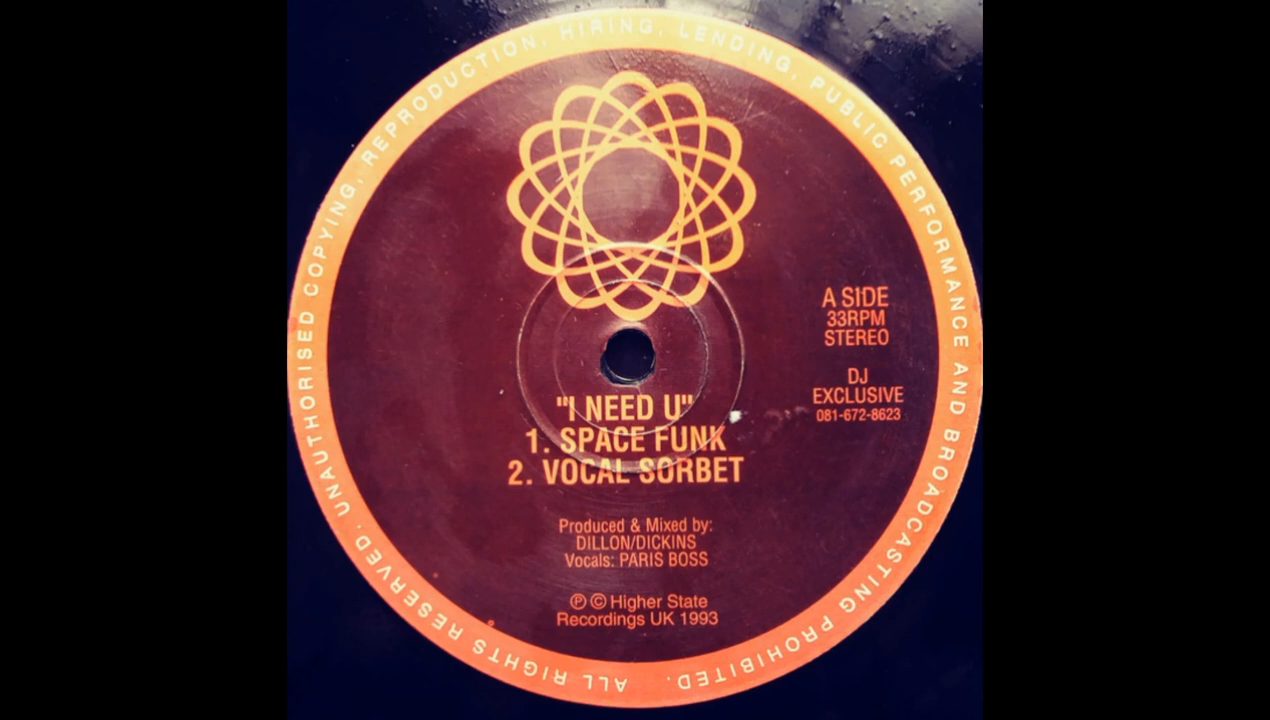 ALL RIGHTS RESERVED. UNAUTHORISED COPYING, REPRODUCTION, HIRING, LENDING, PUBLIC PERFORMANCE AND BROADCASTING PROHIBITED.
A SIDE
33RPM
STEREO
DJ
EXCLUSIVE
081-672-8623
"I NEED U"
1. SPACE FUNK
2. VOCAL SORBET
Produced & Mixed by:
DILLON/DICKINS
Vocals: PARIS BOSS
℗ © Higher State
Recordings UK 1993